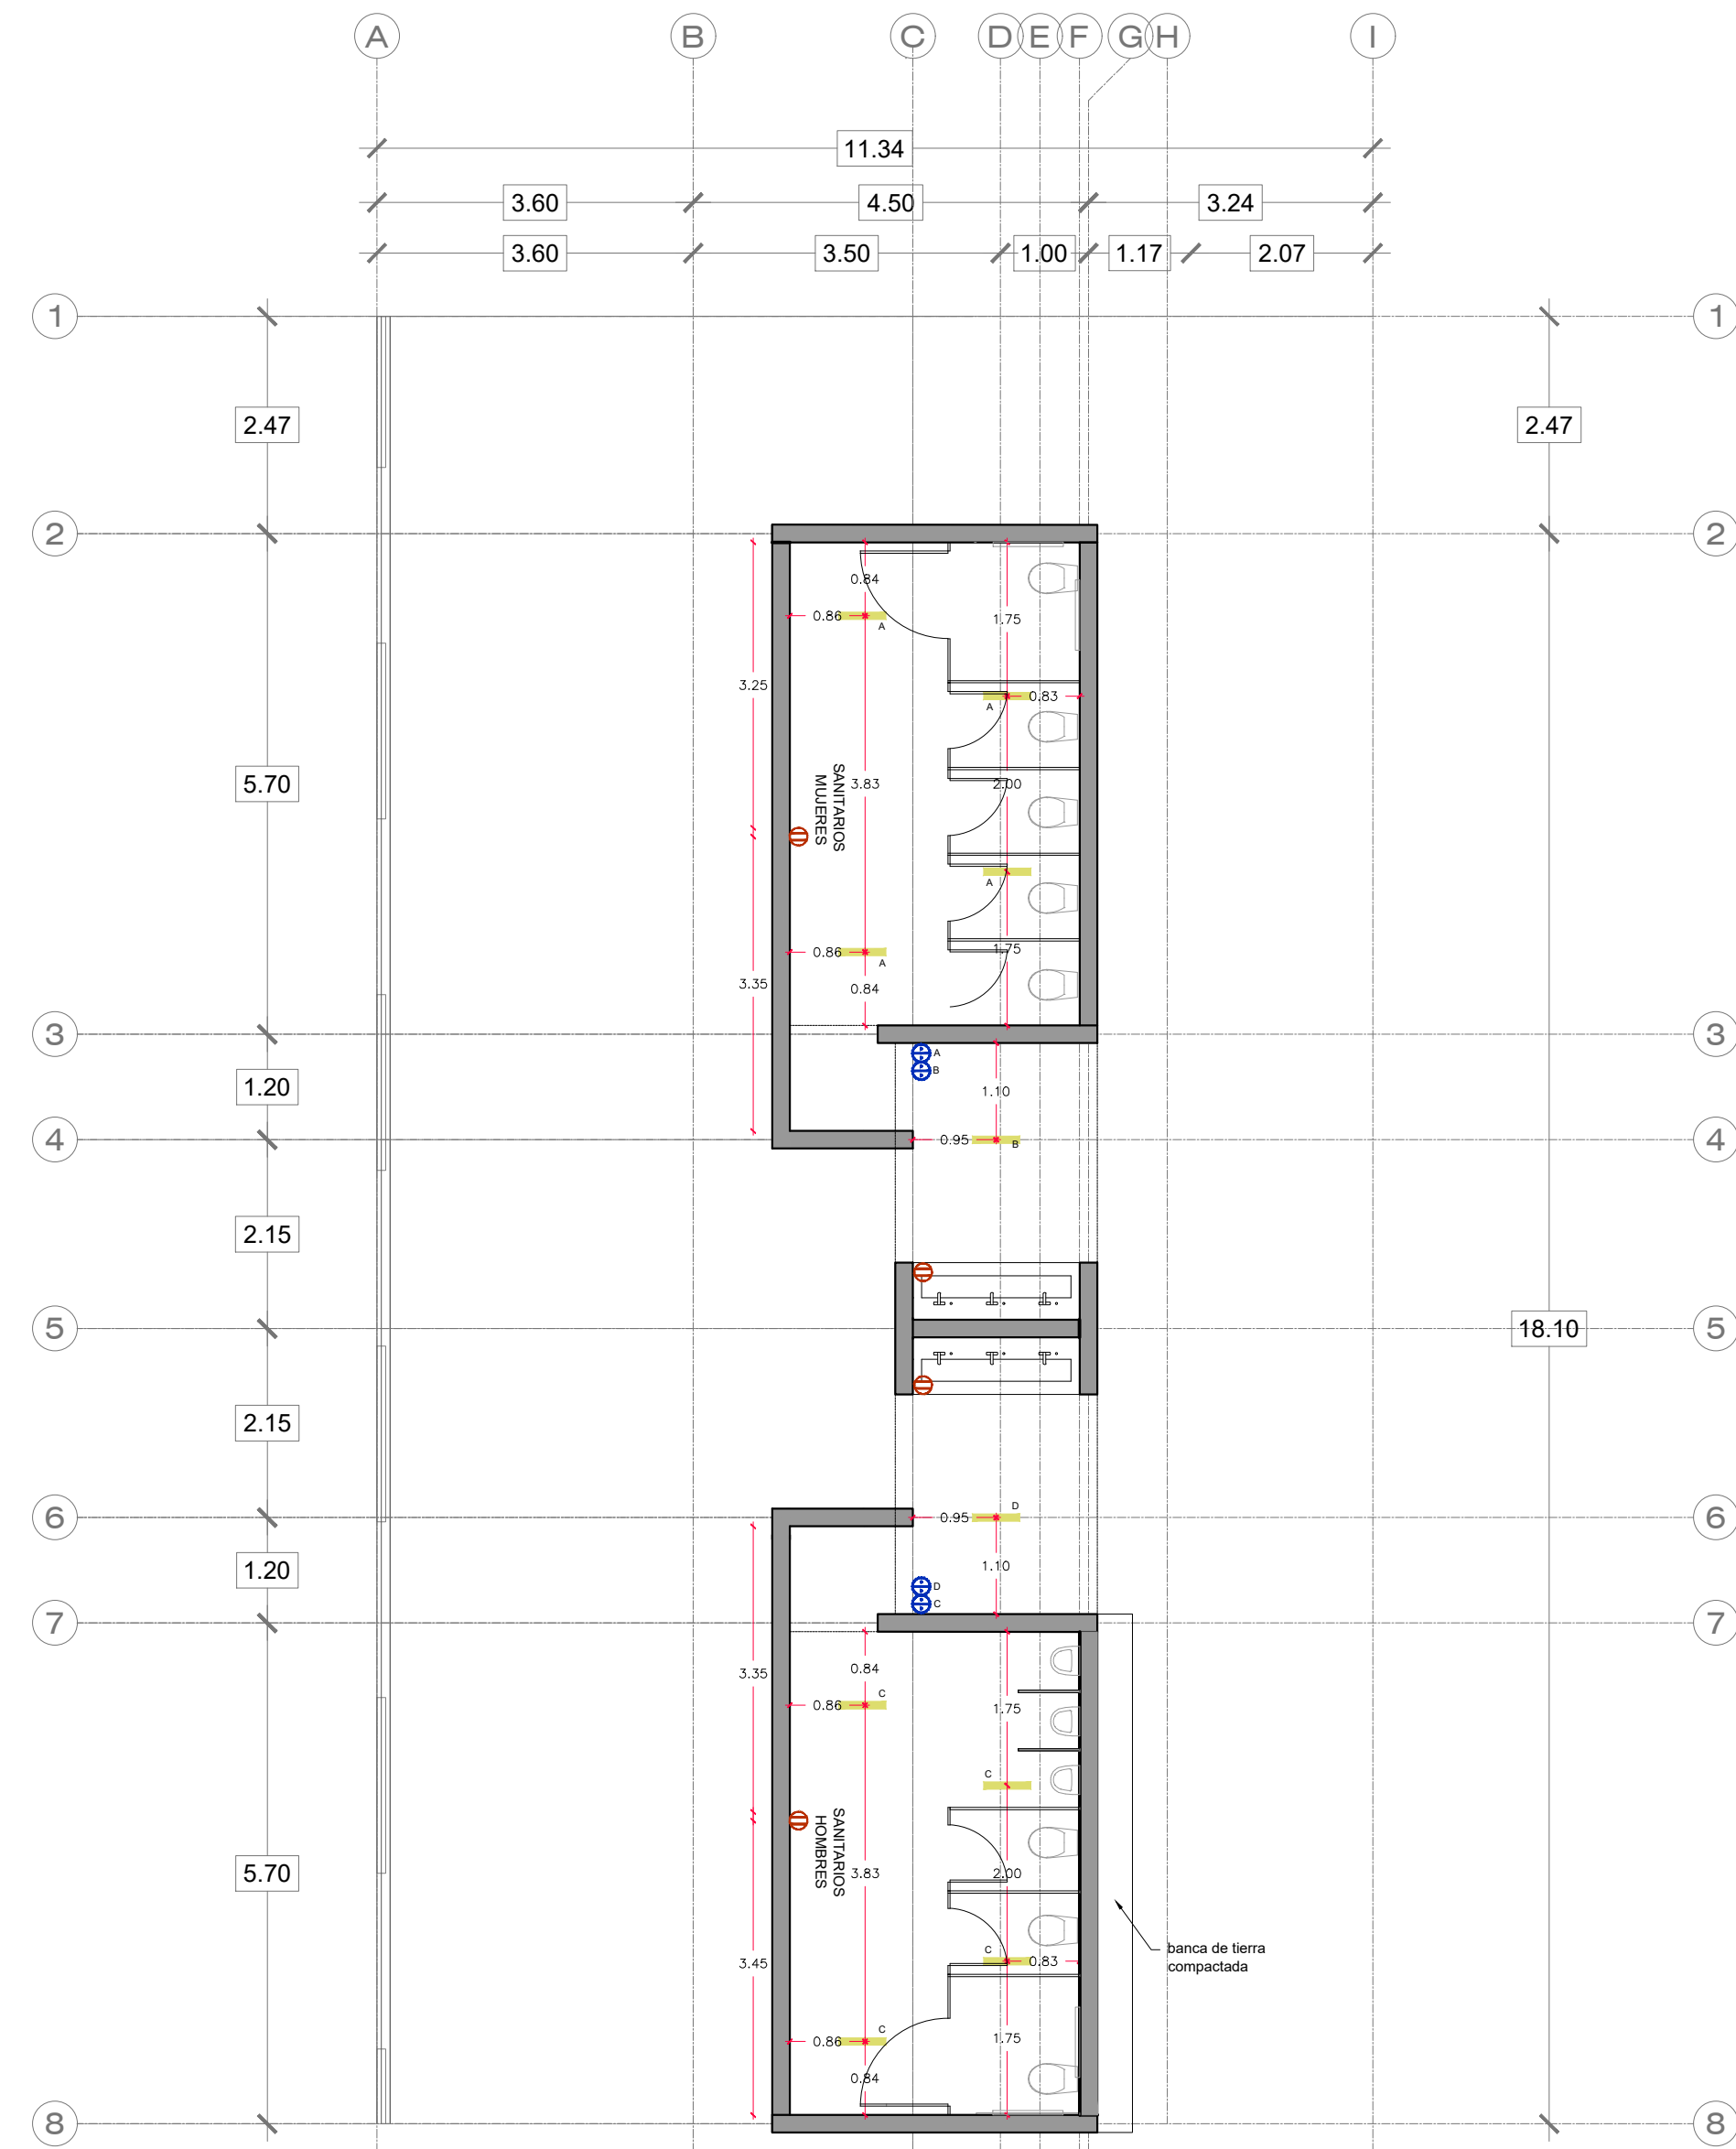 A B C D E F G H I
11.34
3.60 4.50 3.24
3.60 3.50 1.00 1.17 2.07
1 1
2.47 2.47
2 2
0.84
0.86 1.75
A
3.25
0.83
A
5.70 3.83 2.00
SANITARIOS
MUJERES
A
0.86 1.75
A
3.35 0.84
3 3
A
B
1.20 1.10
4 0.95 4
B
2.15
5 18.10 5
2.15
D
6 0.95 6
1.20 1.10
D
C
7 7
3.35 0.84
C
0.86 1.75
C
SANITARIOS
HOMBRES
5.70 3.83 2.00
C
3.45 0.83
banca de tierra
compactada
C
0.86 1.75
0.84
8 8